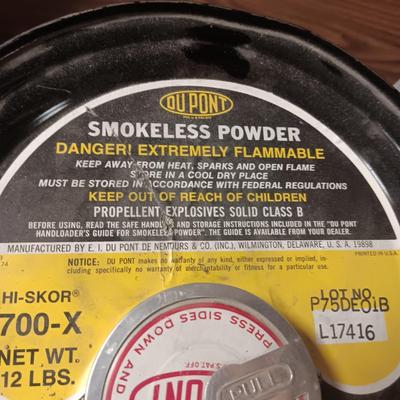 DU PONT
SMOKELESS POWDER
DANGER! EXTREMELY FLAMMABLE
KEEP AWAY FROM HEAT, SPARKS AND OPEN FLAME
STORE IN A COOL DRY PLACE
MUST BE STORED IN ACCORDANCE WITH FEDERAL REGULATIONS
KEEP OUT OF REACH OF CHILDREN
PROPELLENT EXPLOSIVES SOLID CLASS B
BEFORE USING, READ THE SAFE HANDLING AND STORAGE INSTRUCTIONS INCLUDED IN THE "DU PONT
HANDLOADER'S GUIDE FOR SMOKELESS POWDER". THE GUIDE IS AVAILABLE FROM YOUR DEALER.
MANUFACTURED BY E. I. DU PONT DE NEMOURS & CO. (INC.), WILMINGTON, DELAWARE, U. S. A. 19898
PRINTED IN U.S.A.
NOTICE: DU PONT makes no warranty of any kind, either expressed or implied,
including specifically no warranty of merchantability or fitness for a particular use.
HI-SKOR®
700-X
NET WT.
12 LBS.
LOT NO.
P75DE01B
L17416
PRESS SIDES DOWN AND
PULL